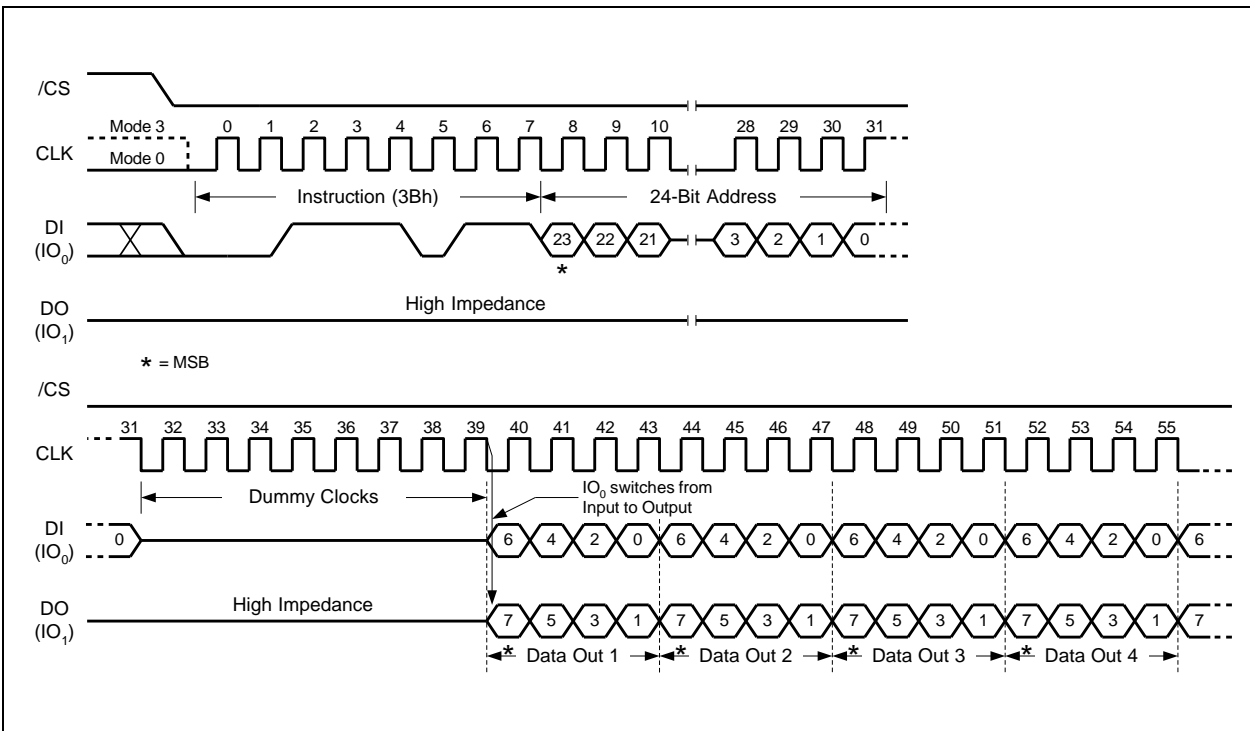 /CS
Mode 3 0 1 2 3 4 5 6 7 8 9 10 28 29 30 31
CLK
Mode 0
Instruction (3Bh) 24-Bit Address
DI
(IO0)
23 22 21 3 2 1 0
*
High Impedance
DO
(IO1)
* = MSB
/CS
31 32 33 34 35 36 37 38 39 40 41 42 43 44 45 46 47 48 49 50 51 52 53 54 55
CLK
Dummy Clocks
IO0 switches from
Input to Output
DI
(IO0)
0 6 4 2 0 6 4 2 0 6 4 2 0 6 4 2 0 6
High Impedance
DO
(IO1)
7 5 3 1 7 5 3 1 7 5 3 1 7 5 3 1 7
* Data Out 1 * Data Out 2 * Data Out 3 * Data Out 4